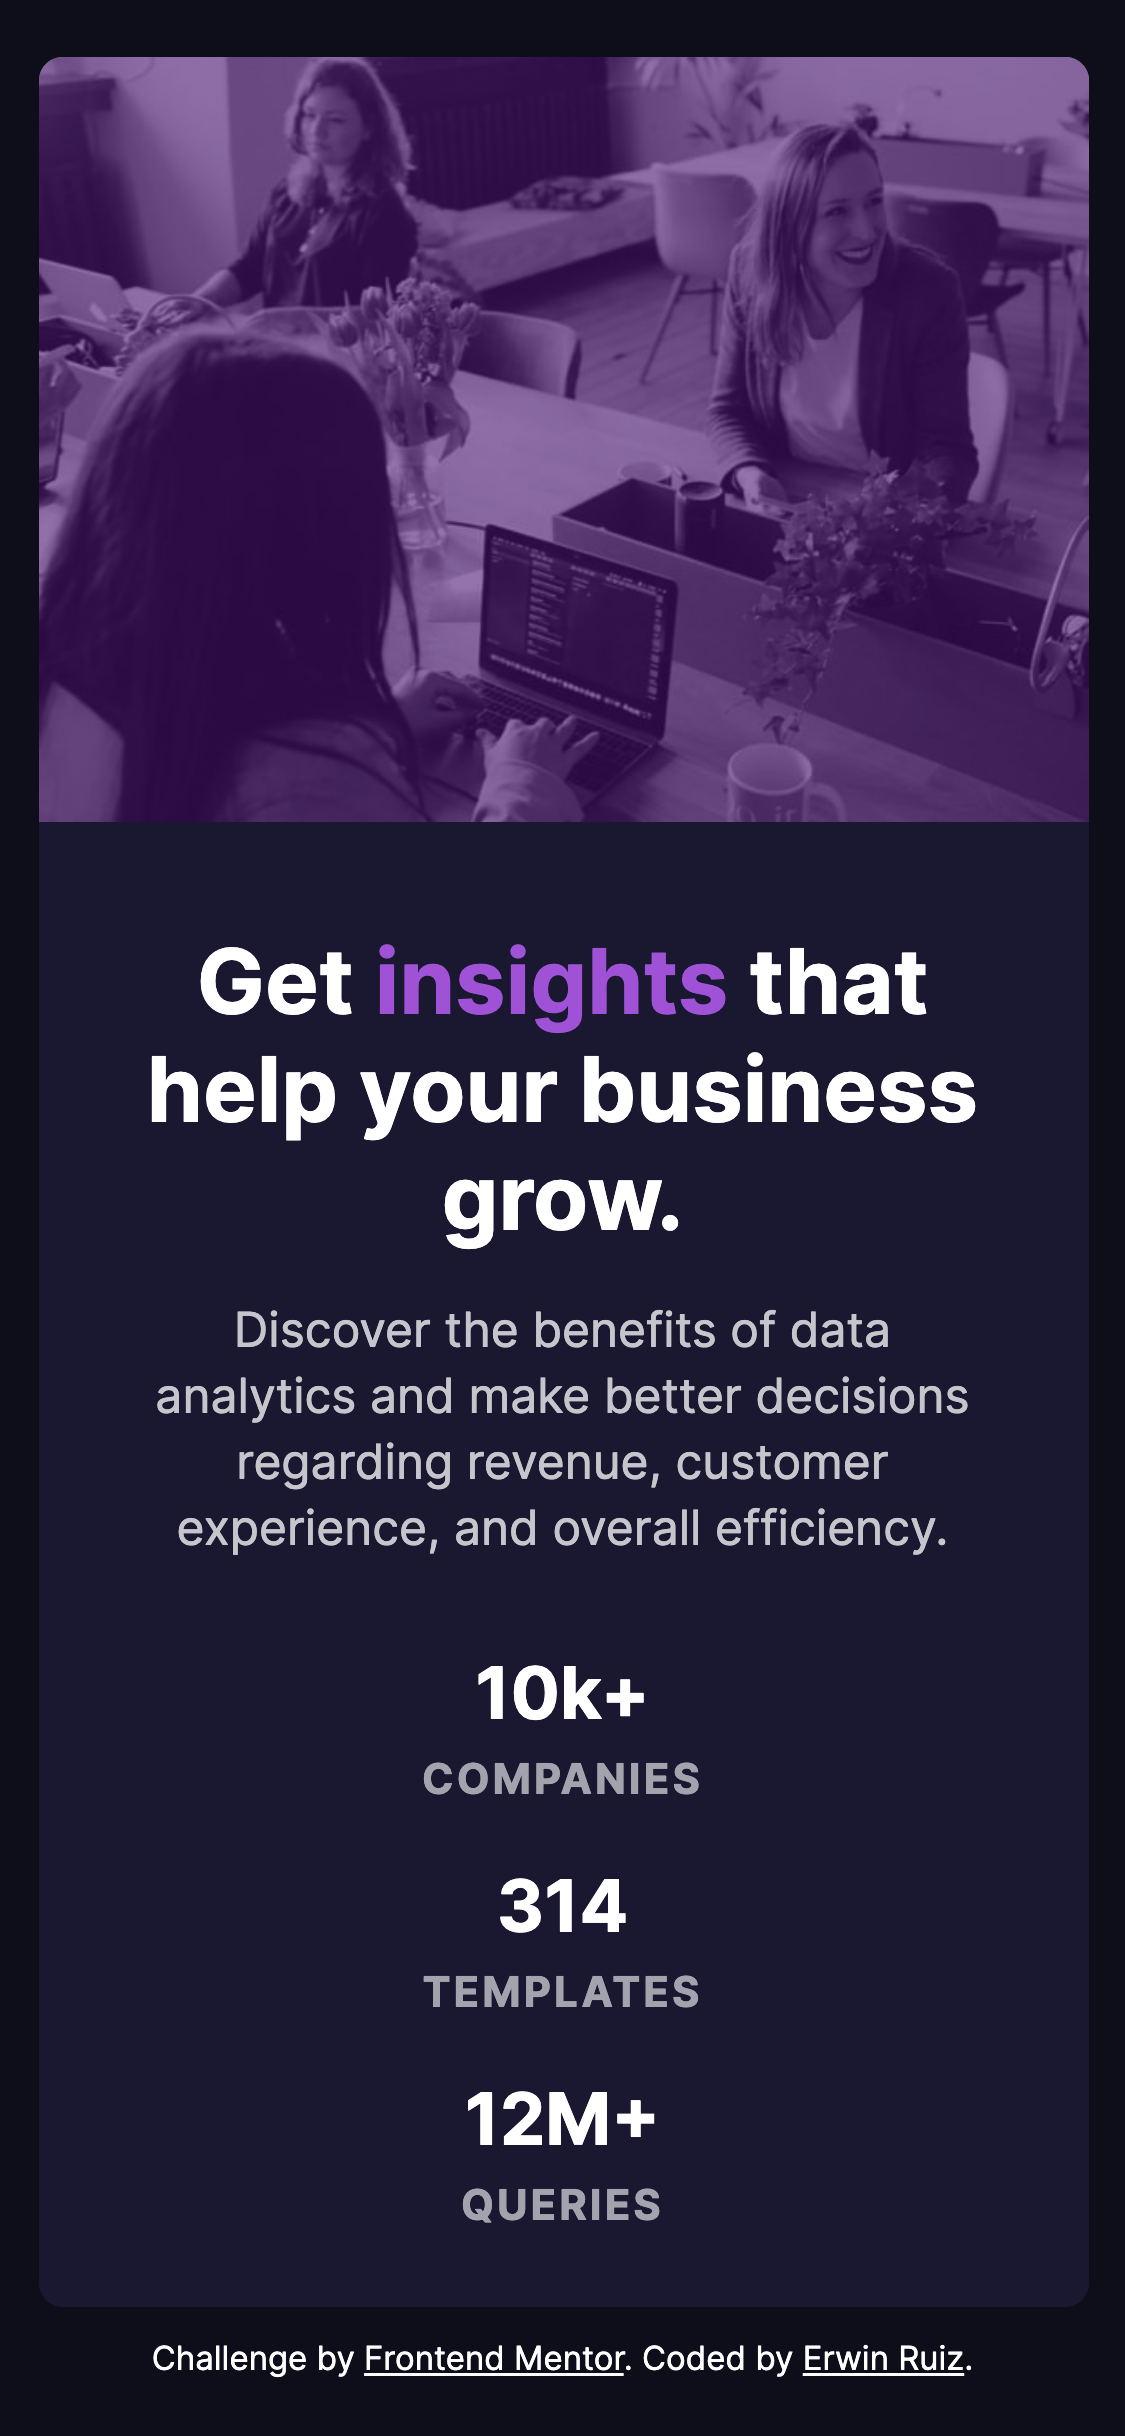 Get insights that
help your business
grow.
Discover the benefits of data
analytics and make better decisions
regarding revenue, customer
experience, and overall efficiency.
10k+
COMPANIES
314
TEMPLATES
12M+
QUERIES
Challenge by Frontend Mentor. Coded by Erwin Ruiz.